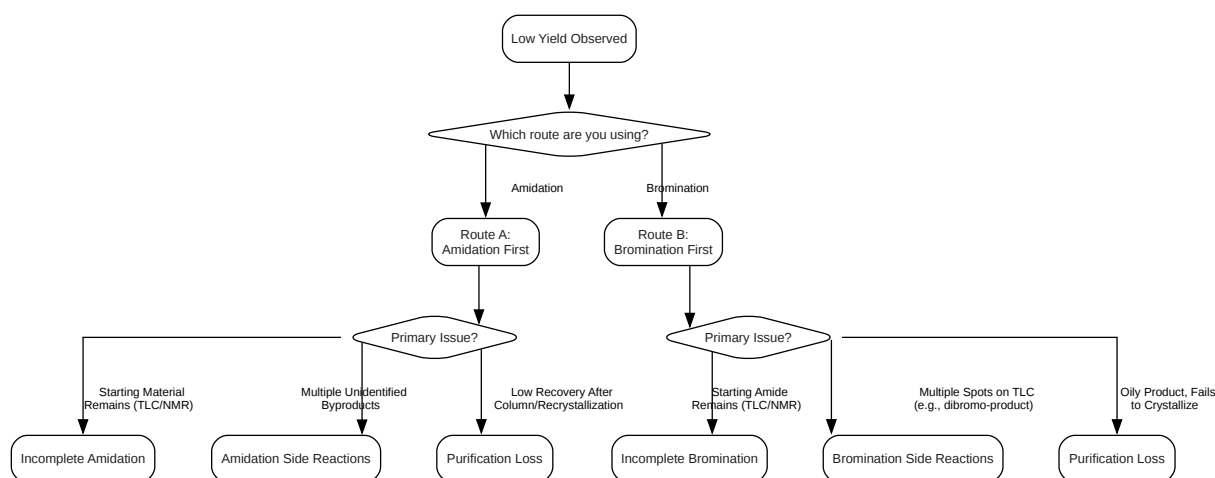 Low Yield Observed
Which route are you using?
Amidation
Bromination
Route A:
Amidation First
Route B:
Bromination First
Primary Issue?
Primary Issue?
Starting Material
Remains (TLC/NMR)
Multiple Unidentified
Byproducts
Low Recovery After
Column/Recrystallization
Starting Amide
Remains (TLC/NMR)
Multiple Spots on TLC
(e.g., dibromo-product)
Oily Product, Fails
to Crystallize
Incomplete Amidation
Amidation Side Reactions
Purification Loss
Incomplete Bromination
Bromination Side Reactions
Purification Loss